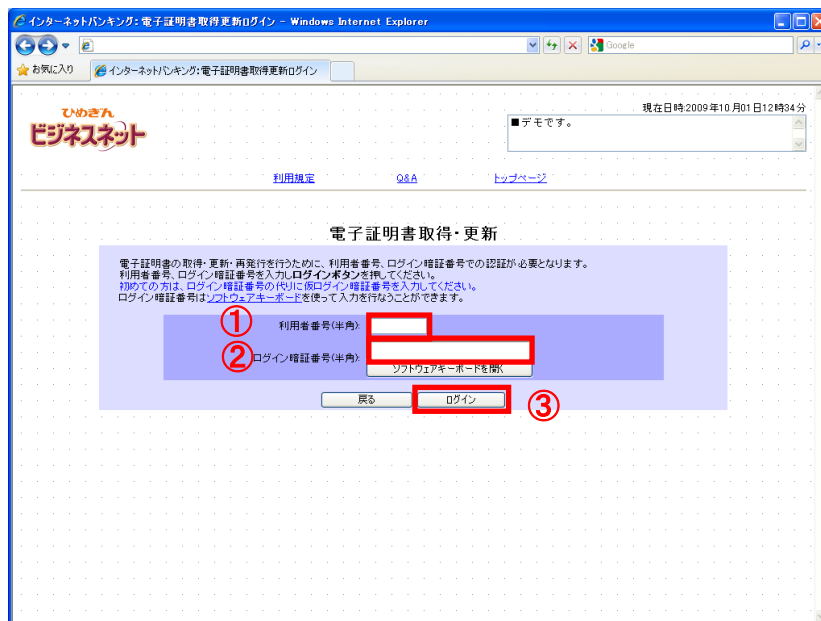 インターネットバンキング:電子証明書取得更新ログイン - Windows Internet Explorer
Google
お気に入り
インターネットバンキング:電子証明書取得更新ログイン
現在日時:2009年10月01日12時34分
ひめぎん
ビジネスネット
■デモです。
利用規定 Q&A トップページ
電子証明書取得・更新
電子証明書の取得・更新・再発行を行うために、利用者番号、ログイン暗証番号での認証が必要となります。
利用者番号、ログイン暗証番号を入力しログインボタンを押してください。
初めての方は、ログイン暗証番号の代りに仮ログイン暗証番号を入力してください。
ログイン暗証番号はソフトウェアキーボードを使って入力を行なうことができます。
① 利用者番号(半角):
② ログイン暗証番号(半角):
ソフトウェアキーボードを開く
戻る ログイン ③